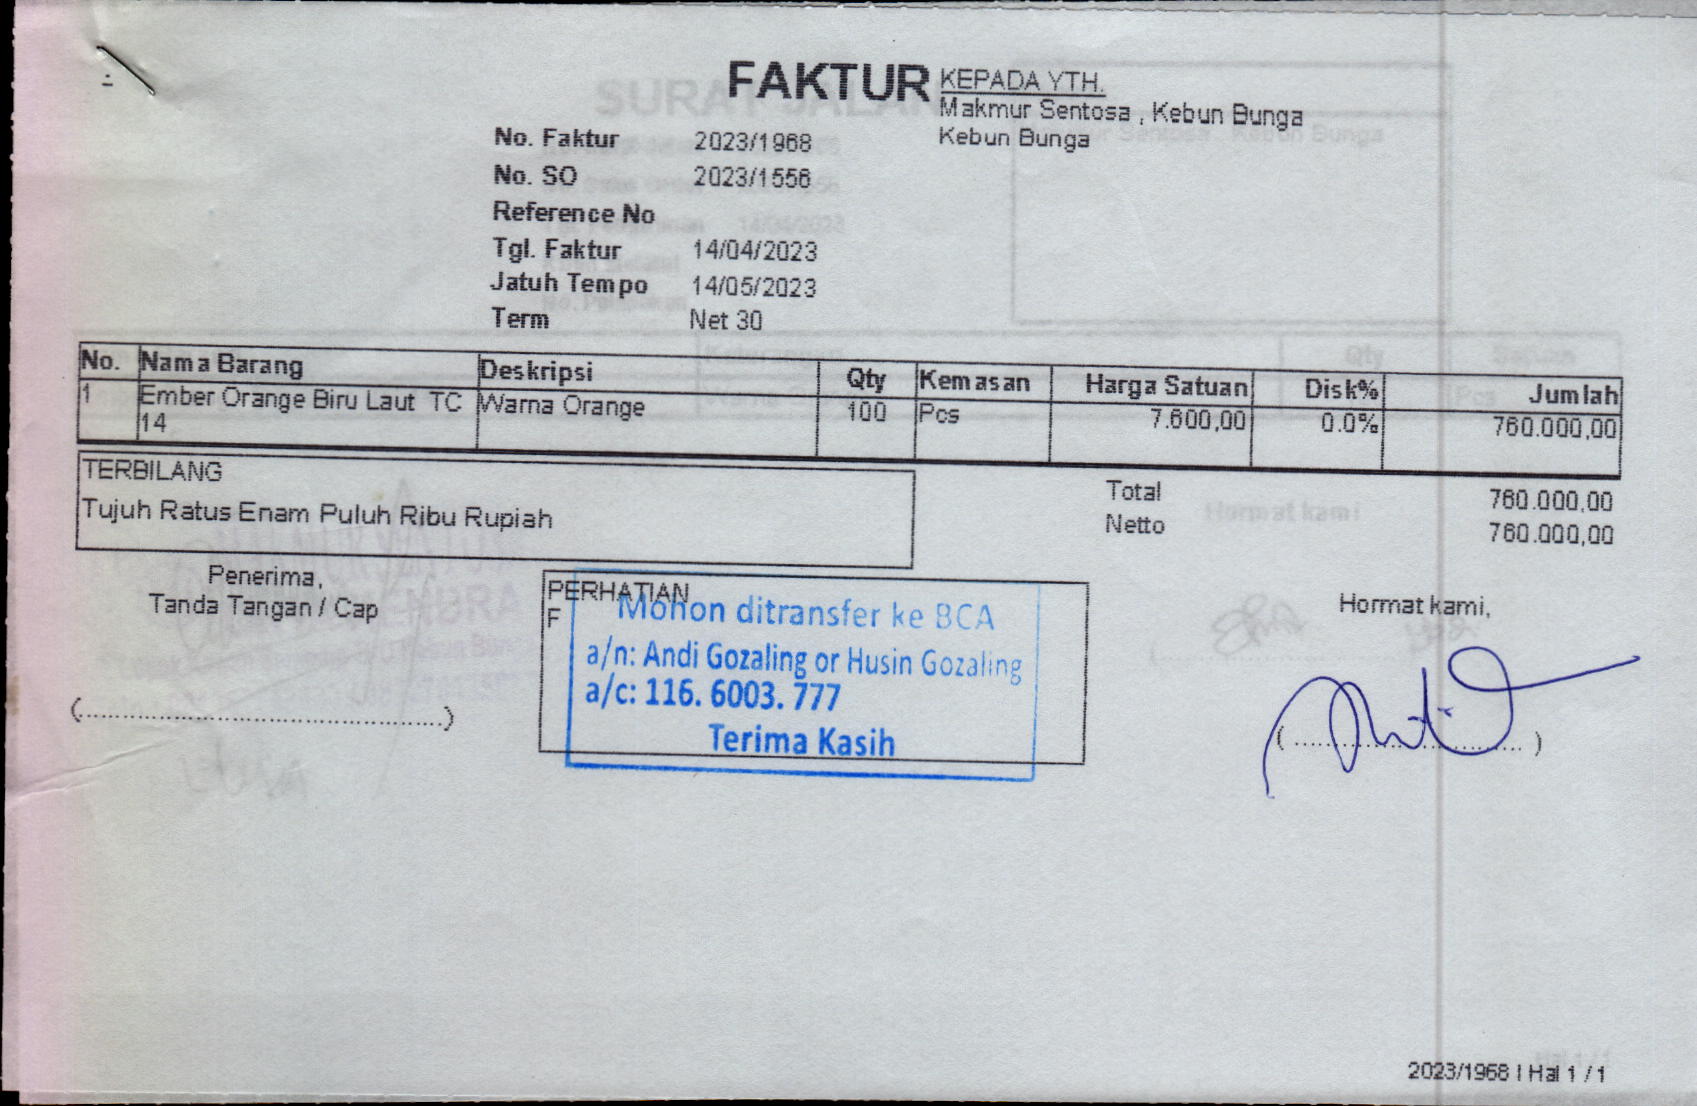 FAKTUR
KEPADA YTH.
Makmur Sentosa , Kebun Bunga
Kebun Bunga
No. Faktur 2023/1968
No. SO 2023/1556
Reference No
Tgl. Faktur 14/04/2023
Jatuh Tempo 14/05/2023
Term Net 30
No. Nama Barang Deskripsi Qty Kemasan Harga Satuan Disk% Jumlah
1 Ember Orange Biru Laut TC Warna Orange 100 Pcs 7.600,00 0.0% 760.000,00
14
TERBILANG
Tujuh Ratus Enam Puluh Ribu Rupiah
Total 760.000,00
Netto 760.000,00
Penerima,
Tanda Tangan / Cap
(......................................................)
PERHATIAN
F
Mohon ditransfer ke BCA
a/n: Andi Gozaling or Husin Gozaling
a/c: 116. 6003. 777
Terima Kasih
Hormat kami,
( ...................................... )
2023/1968 | Hal 1 / 1